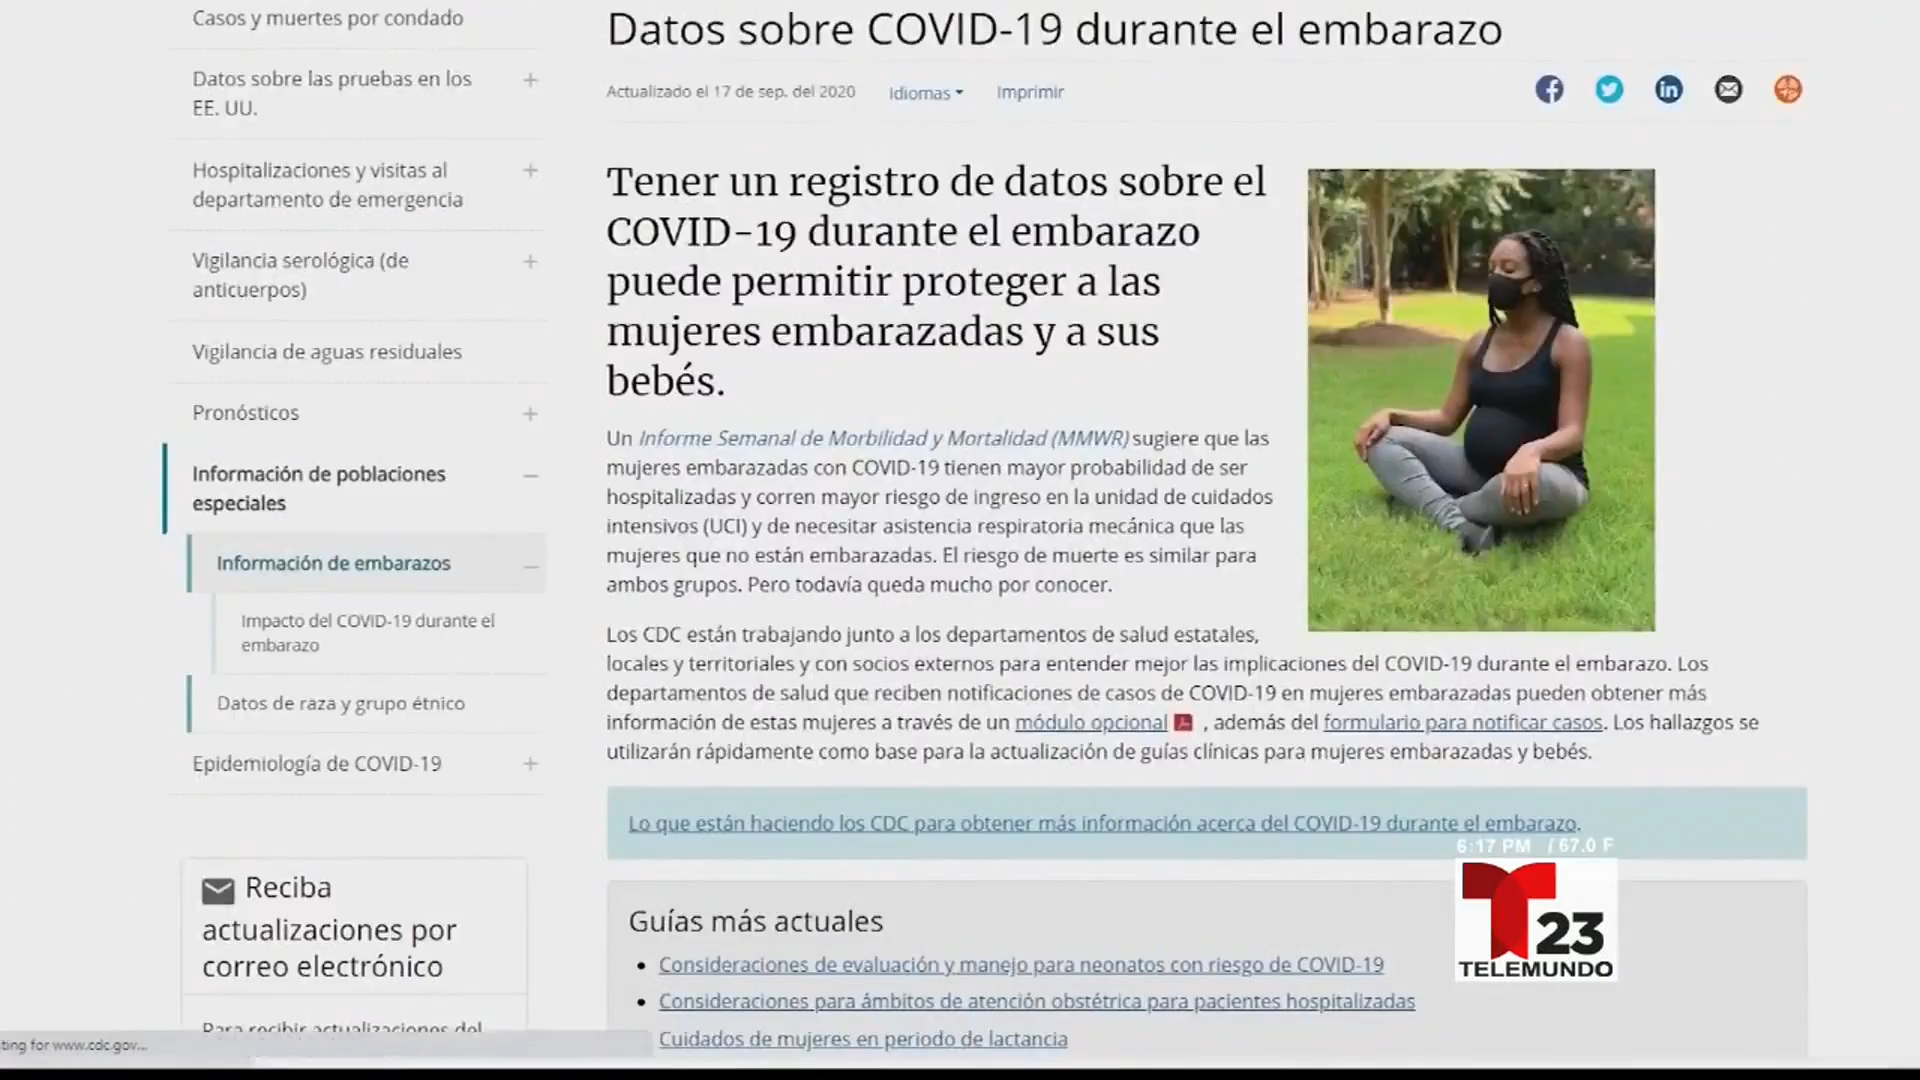 Casos y muertes por condado
Datos sobre las pruebas en los
EE. UU.
Hospitalizaciones y visitas al
departamento de emergencia
Vigilancia serológica (de
anticuerpos)
Vigilancia de aguas residuales
Pronósticos
Información de poblaciones
especiales
Información de embarazos
Impacto del COVID-19 durante el
embarazo
Datos de raza y grupo étnico
Epidemiología de COVID-19
Reciba
actualizaciones por
correo electrónico
Para recibir actualizaciones del
ting for www.cdc.gov...
Datos sobre COVID-19 durante el embarazo
Actualizado el 17 de sep. del 2020 Idiomas Imprimir
Tener un registro de datos sobre el
COVID-19 durante el embarazo
puede permitir proteger a las
mujeres embarazadas y a sus
bebés.
Un Informe Semanal de Morbilidad y Mortalidad (MMWR) sugiere que las
mujeres embarazadas con COVID-19 tienen mayor probabilidad de ser
hospitalizadas y corren mayor riesgo de ingreso en la unidad de cuidados
intensivos (UCI) y de necesitar asistencia respiratoria mecánica que las
mujeres que no están embarazadas. El riesgo de muerte es similar para
ambos grupos. Pero todavía queda mucho por conocer.
Los CDC están trabajando junto a los departamentos de salud estatales,
locales y territoriales y con socios externos para entender mejor las implicaciones del COVID-19 durante el embarazo. Los
departamentos de salud que reciben notificaciones de casos de COVID-19 en mujeres embarazadas pueden obtener más
información de estas mujeres a través de un módulo opcional , además del formulario para notificar casos. Los hallazgos se
utilizarán rápidamente como base para la actualización de guías clínicas para mujeres embarazadas y bebés.
Lo que están haciendo los CDC para obtener más información acerca del COVID-19 durante el embarazo.
6:17 PM / 67.0 F
T 23
TELEMUNDO
Guías más actuales
Consideraciones de evaluación y manejo para neonatos con riesgo de COVID-19
Consideraciones para ámbitos de atención obstétrica para pacientes hospitalizadas
Cuidados de mujeres en periodo de lactancia